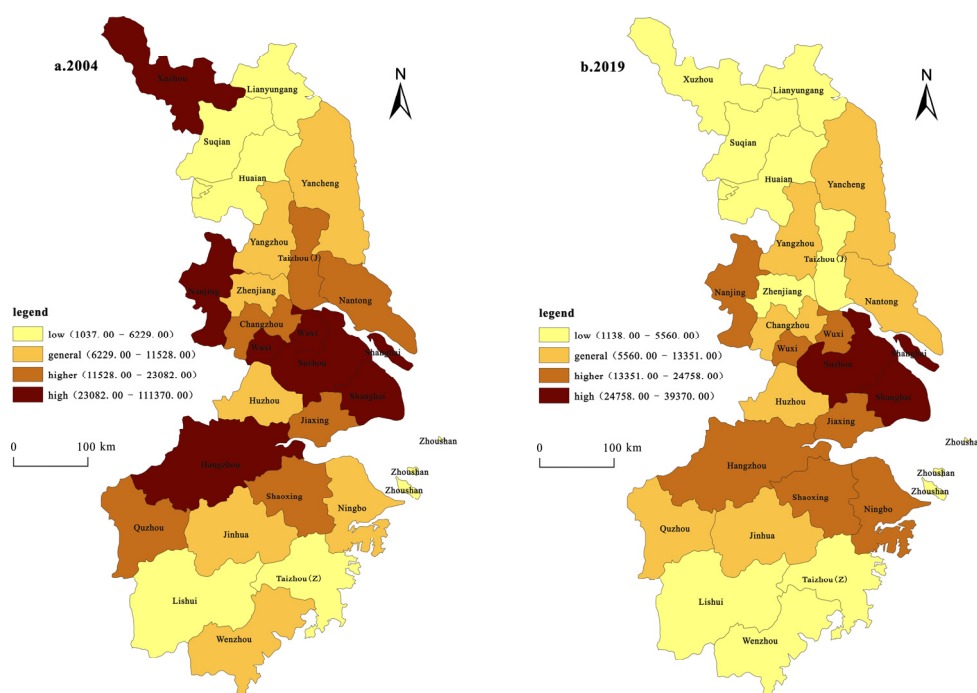 a.2004
N
Xuzhou
Lianyungang
Suqian
Huaian
Yancheng
Yangzhou
Taizhou(J)
Nanjing
Zhenjiang
Nantong
Changzhou
Wuxi
Wuxi
Suzhou
Shanghai
Shanghai
Huzhou
Jiaxing
Zhoushan
Hangzhou
Zhoushan
Zhoushan
Shaoxing
Ningbo
Quzhou
Jinhua
Taizhou(Z)
Lishui
Wenzhou
legend
low (1037.00 - 6229.00)
general (6229.00 - 11528.00)
higher (11528.00 - 23082.00)
high (23082.00 - 111370.00)
0 100 km
b.2019
N
Xuzhou
Lianyungang
Suqian
Huaian
Yancheng
Yangzhou
Taizhou(J)
Nanjing
Zhenjiang
Nantong
Changzhou
Wuxi
Wuxi
Suzhou
Shanghai
Shanghai
Huzhou
Jiaxing
Zhoushan
Hangzhou
Zhoushan
Zhoushan
Shaoxing
Ningbo
Quzhou
Jinhua
Taizhou(Z)
Lishui
Wenzhou
legend
low (1138.00 - 5560.00)
general (5560.00 - 13351.00)
higher (13351.00 - 24758.00)
high (24758.00 - 39370.00)
0 100 km